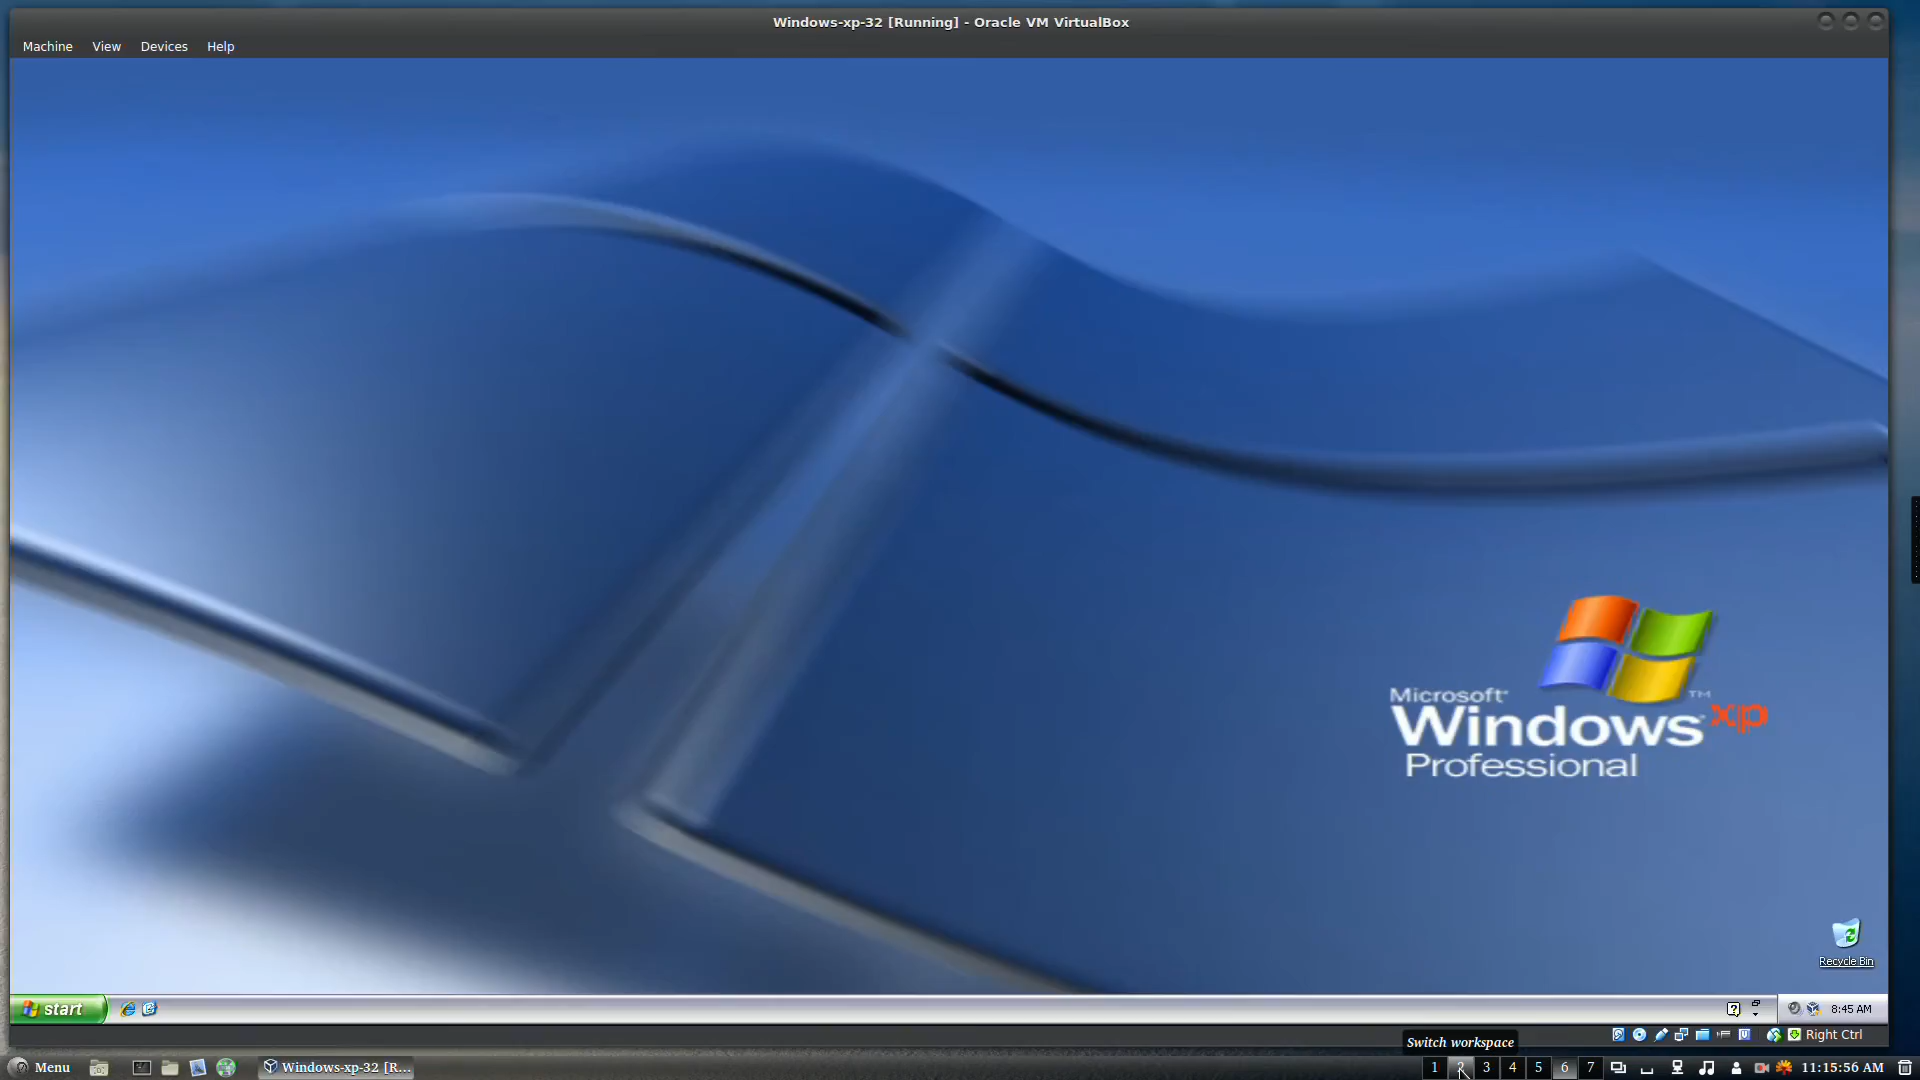 Windows-xp-32 [Running] - Oracle VM VirtualBox
Machine View Devices Help
Microsoft
Windows xp TM
Professional
Recycle Bin
start
8:45 AM
Right Ctrl
Switch workspace
Menu
Windows-xp-32 [R...
1 2 3 4 5 6 7
11:15:56 AM